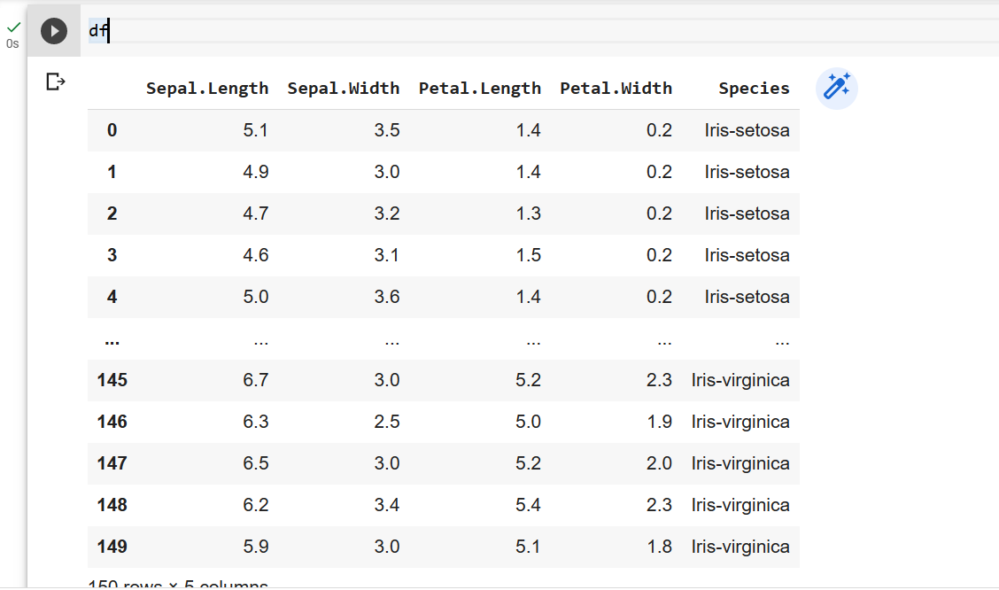 df
0s
Sepal.Length Sepal.Width Petal.Length Petal.Width Species
0 5.1 3.5 1.4 0.2 Iris-setosa
1 4.9 3.0 1.4 0.2 Iris-setosa
2 4.7 3.2 1.3 0.2 Iris-setosa
3 4.6 3.1 1.5 0.2 Iris-setosa
4 5.0 3.6 1.4 0.2 Iris-setosa
... ... ... ... ... ...
145 6.7 3.0 5.2 2.3 Iris-virginica
146 6.3 2.5 5.0 1.9 Iris-virginica
147 6.5 3.0 5.2 2.0 Iris-virginica
148 6.2 3.4 5.4 2.3 Iris-virginica
149 5.9 3.0 5.1 1.8 Iris-virginica
150 rows × 5 columns